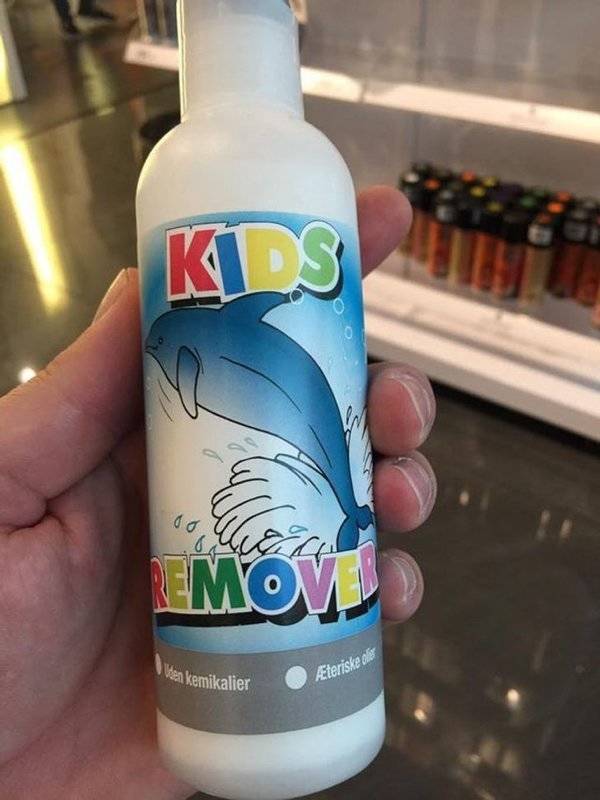 KIDS
REMOVER
Uden kemikalier
Æteriske olier